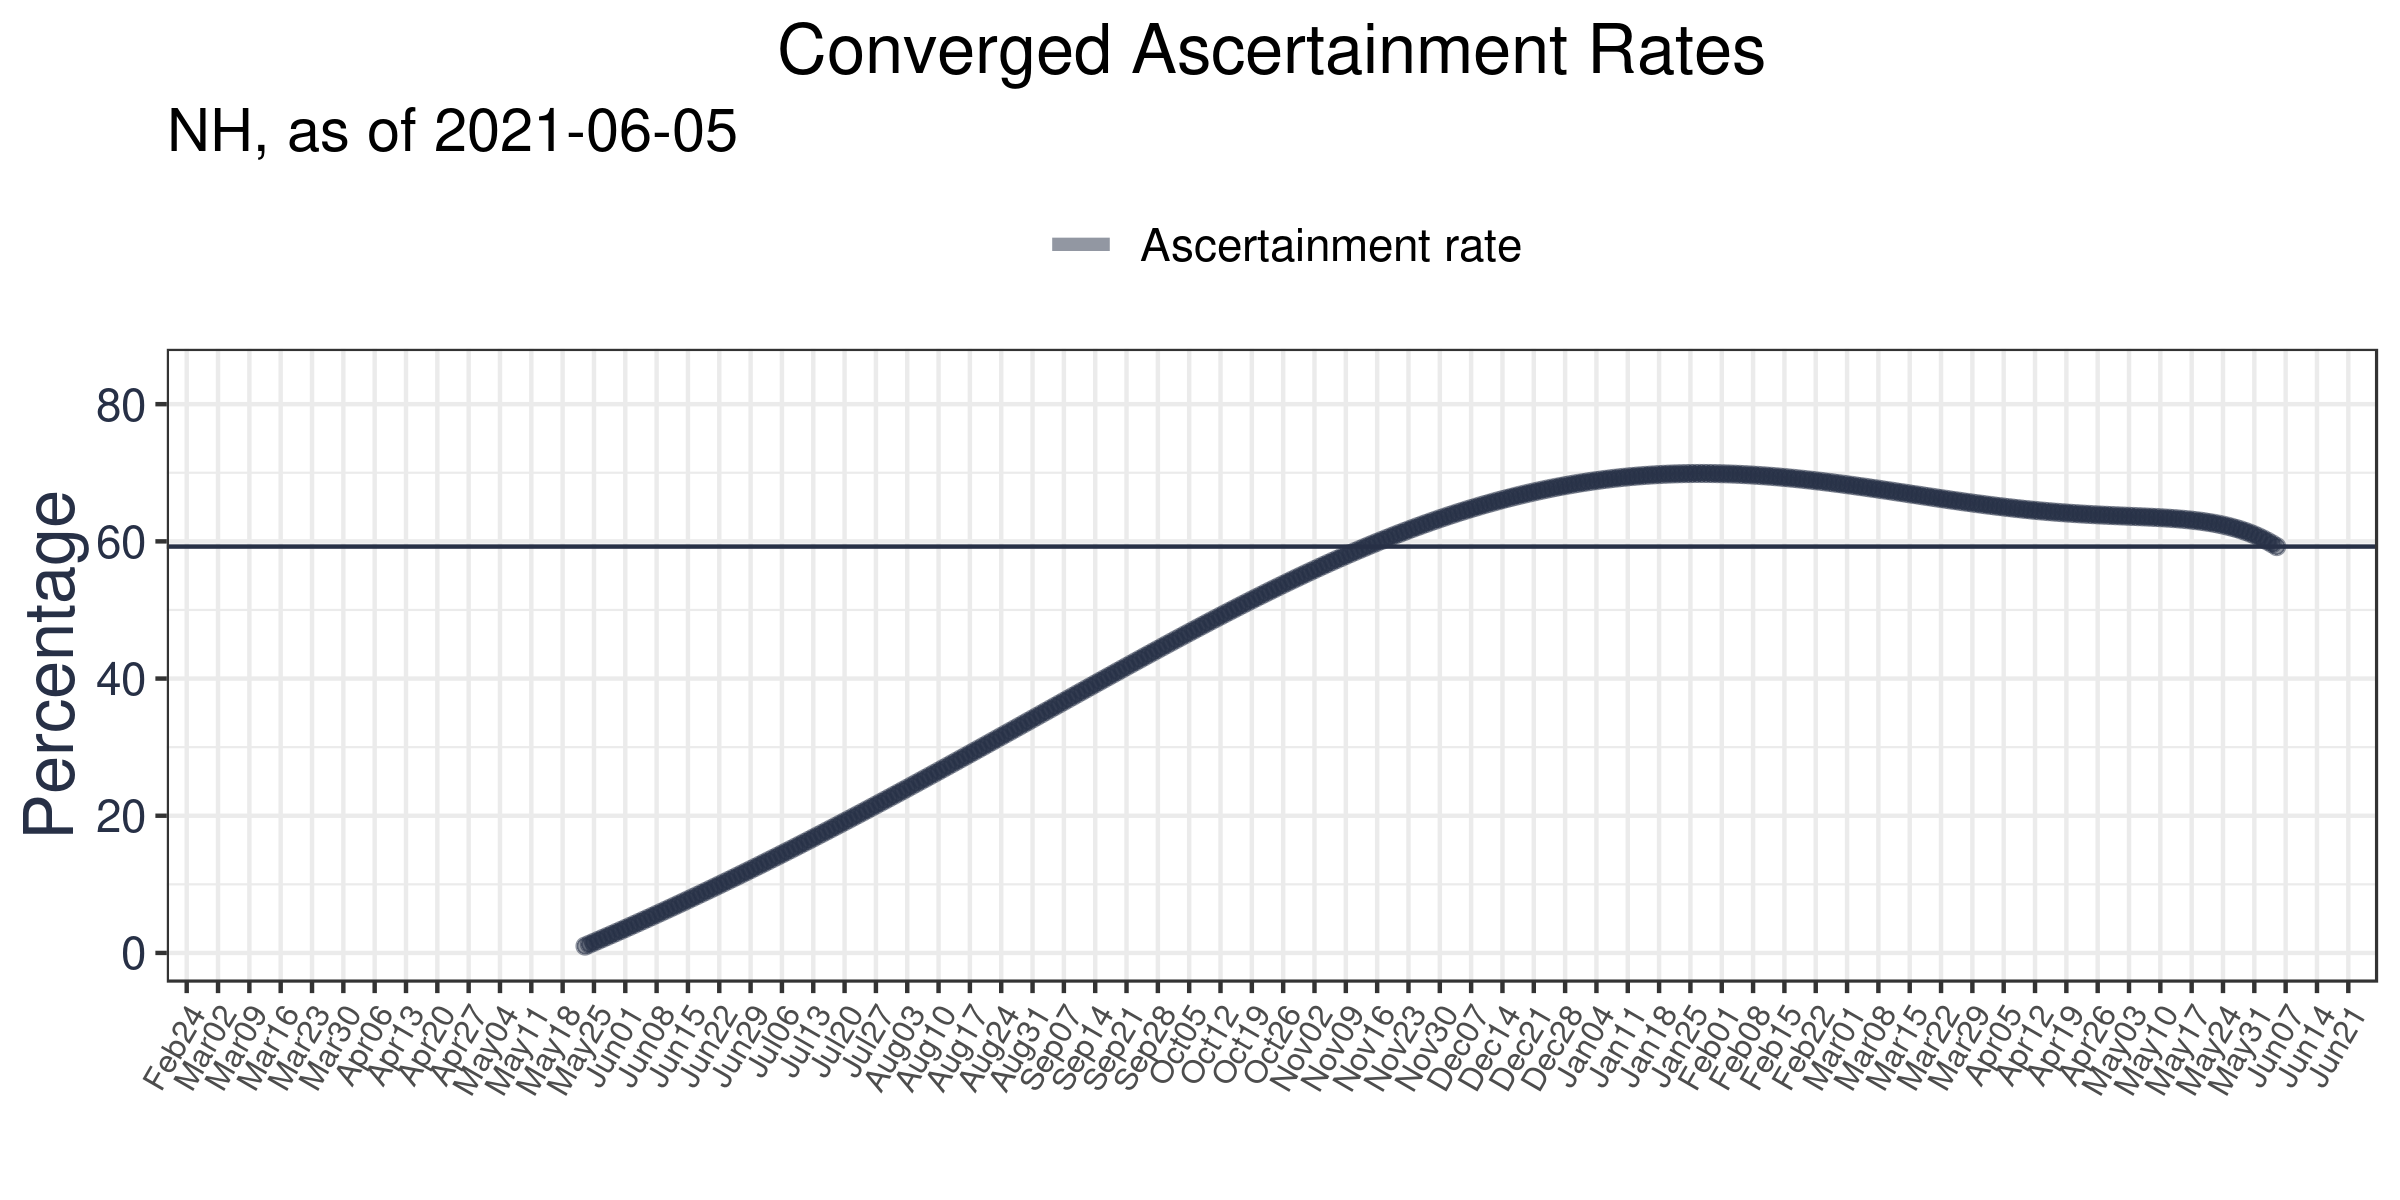 Converged Ascertainment Rates
NH, as of 2021-06-05
Ascertainment rate
Percentage
80
60
40
20
0
Feb24
Mar02
Mar09
Mar16
Mar23
Mar30
Apr06
Apr13
Apr20
Apr27
May04
May11
May18
May25
Jun01
Jun08
Jun15
Jun22
Jun29
Jul06
Jul13
Jul20
Jul27
Aug03
Aug10
Aug17
Aug24
Aug31
Sep07
Sep14
Sep21
Sep28
Oct05
Oct12
Oct19
Oct26
Nov02
Nov09
Nov16
Nov23
Nov30
Dec07
Dec14
Dec21
Dec28
Jan04
Jan11
Jan18
Jan25
Feb01
Feb08
Feb15
Feb22
Mar01
Mar08
Mar15
Mar22
Mar29
Apr05
Apr12
Apr19
Apr26
May03
May10
May17
May24
May31
Jun07
Jun14
Jun21